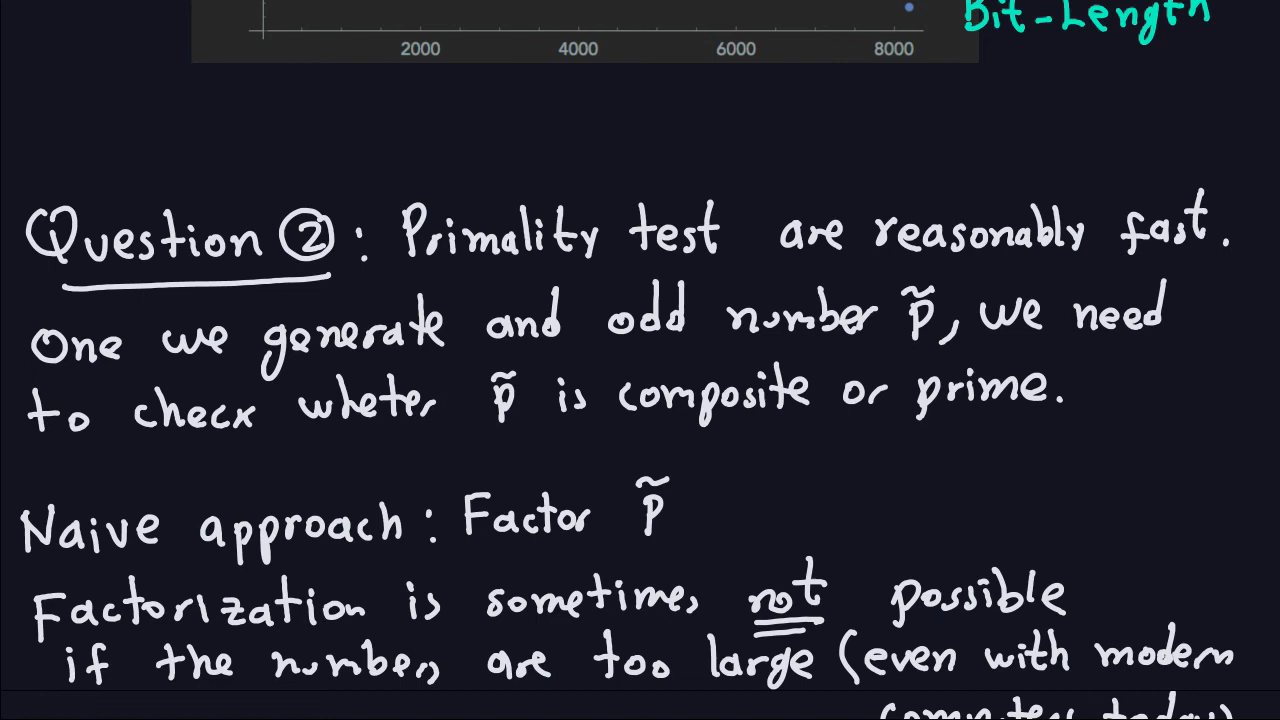 Bit-Length
2000 4000 6000 8000
Question ②: Primality test are reasonably fast.
One we generate and odd number p̃, we need
to check wheter p̃ is composite or prime.
Naive approach: Factor p̃
Factorization is sometimes not possible
if the numbers are too large (even with modern
computers today)